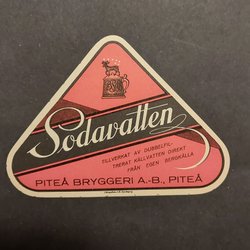 Sodavatten
TILLVERKAT AV DUBBELFIL-
TRERAT KÄLLVATTEN DIREKT
FRÅN EGEN BERGKÄLLA
PITEÅ BRYGGERI A.-B., PITEÅ